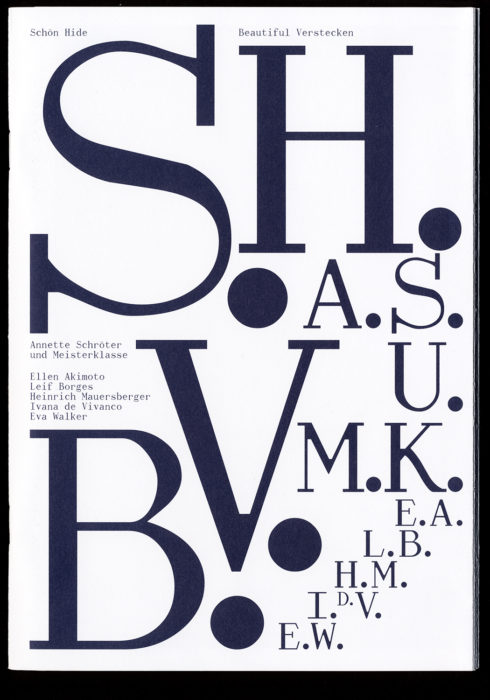 Schön Hide
Beautiful Verstecken
S.H.
A.S.
Annette Schröter
und Meisterklasse
Ellen Akimoto
Leif Borges
Heinrich Mauersberger
Ivana de Vivanco
Eva Walker
U.
B.V.
M.K.
E.A.
L.B.
H.M.
I.D.V.
E.W.